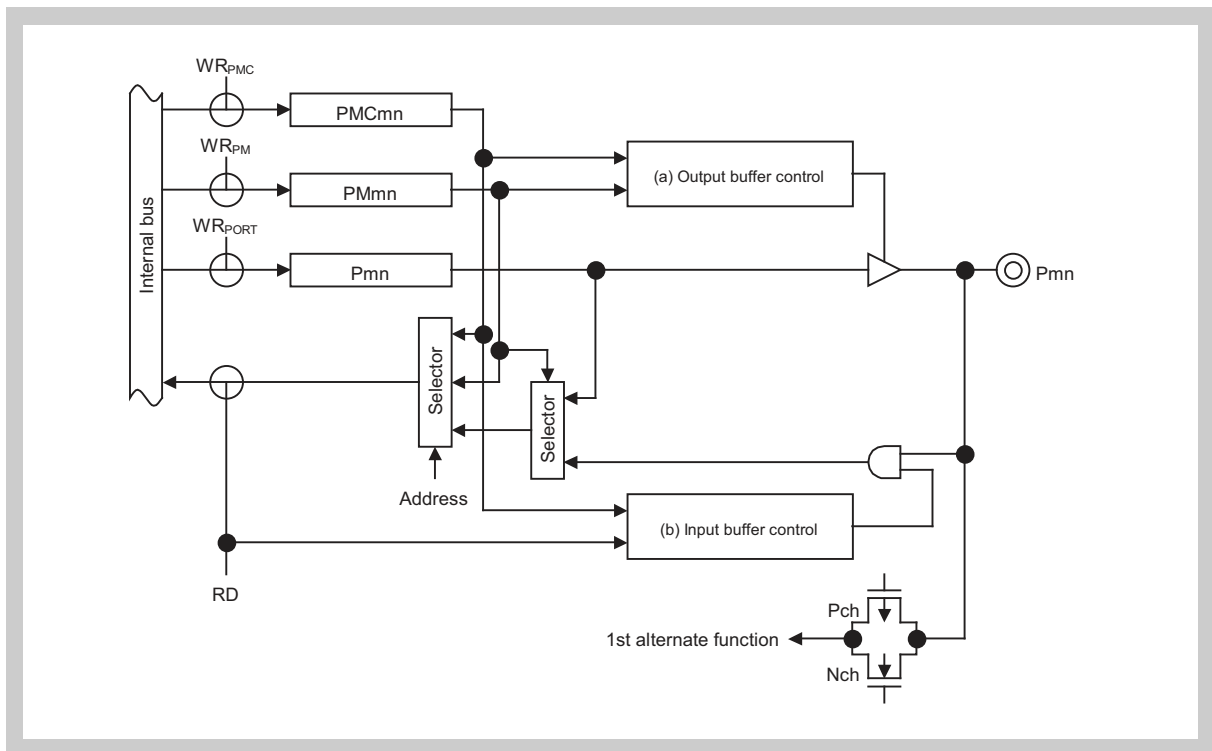 WRPMC
PMCmn
WRPM
(a) Output buffer control
PMmn
WRPORT
Internal bus
Pmn
Pmn
Selector
Selector
Address
(b) Input buffer control
RD
Pch
1st alternate function
Nch